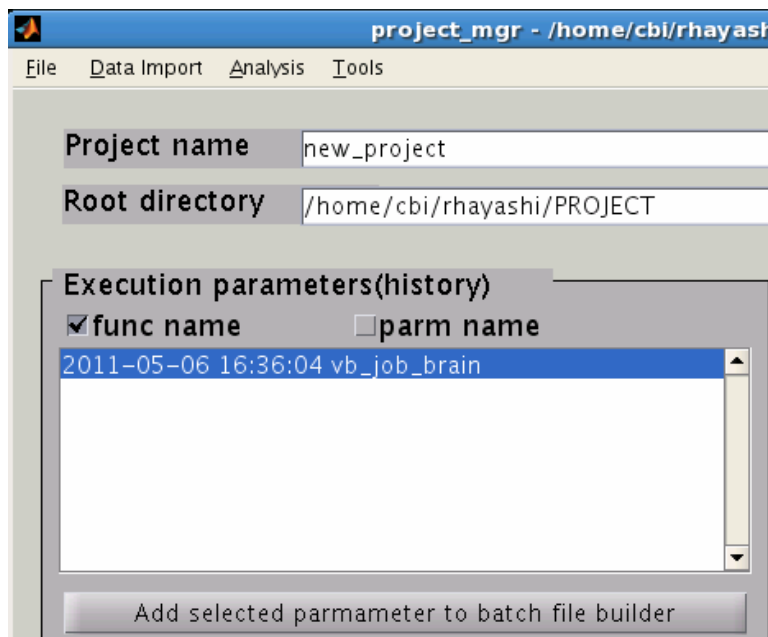 project_mgr - /home/cbi/rhayash
File Data Import Analysis Tools
Project name new_project
Root directory /home/cbi/rhayashi/PROJECT
Execution parameters(history)
func name parm name
2011-05-06 16:36:04 vb_job_brain
Add selected parmameter to batch file builder